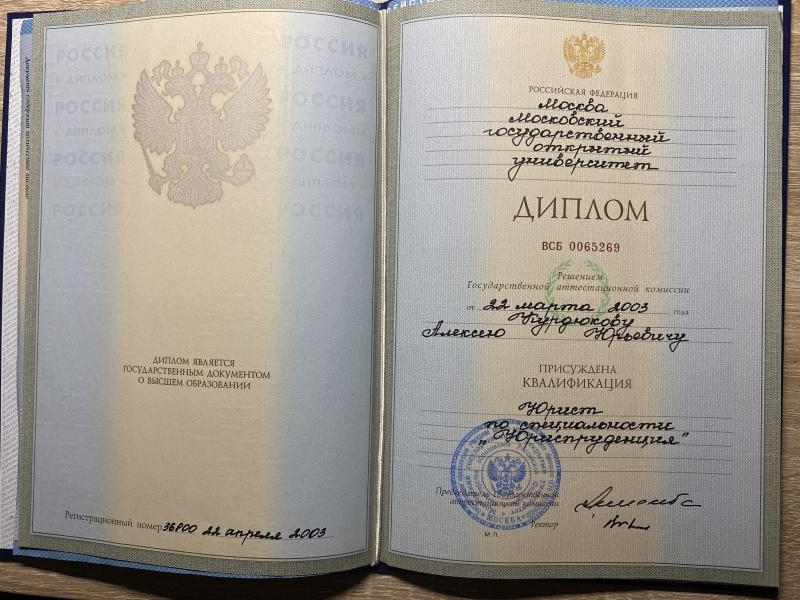 РОССИЯ
ДИПЛОМ
ДИПЛОМ ЯВЛЯЕТСЯ
ГОСУДАРСТВЕННЫМ ДОКУМЕНТОМ
О ВЫСШЕМ ОБРАЗОВАНИИ
Регистрационный номер 36800 22 апреля 2003
РОССИЙСКАЯ ФЕДЕРАЦИЯ
Москва
Московский
государственный
открытый
университет
ДИПЛОМ
ВСБ 0065269
Решением
Государственной аттестационной комиссии
от 22 марта 2003 года
Курдюкову
Алексею Юрьевичу
ПРИСУЖДЕНА
КВАЛИФИКАЦИЯ
Юрист
по специальности
„Юриспруденция"
Председатель Государственной
аттестационной комиссии
Ректор
М. П.
МОСКВА